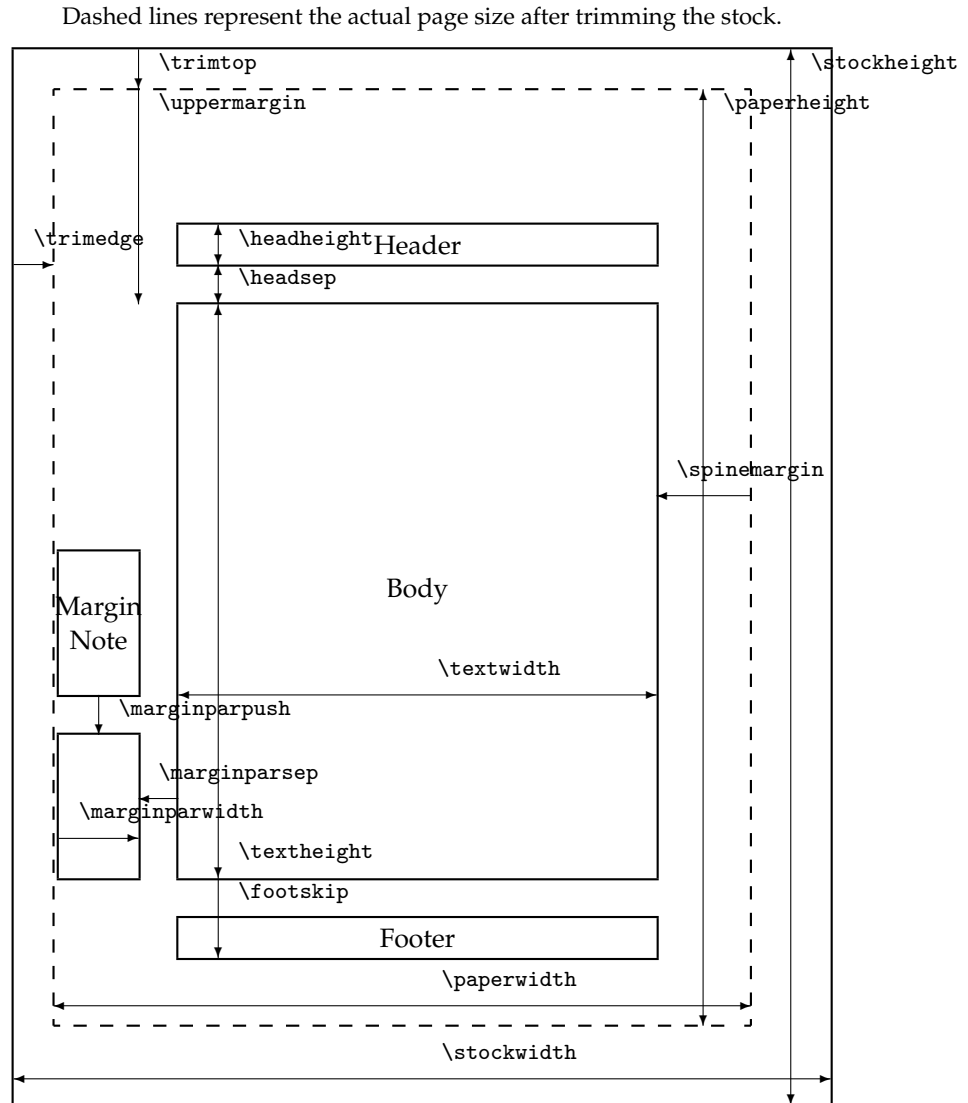 Dashed lines represent the actual page size after trimming the stock.
\trimtop
\stockheight
\uppermargin
\paperheight
\trimedge
\headheight
Header
\headsep
\spinemargin
Body
Margin
Note
\textwidth
\marginparpush
\marginparsep
\marginparwidth
\textheight
\footskip
Footer
\paperwidth
\stockwidth